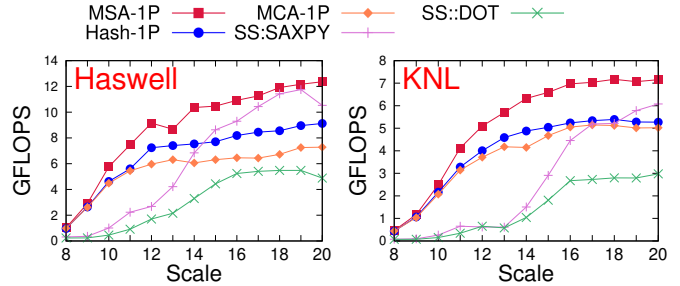 MSA-1P MCA-1P SS::DOT
Hash-1P SS:SAXPY
Haswell
GFLOPS
14
12
10
8
6
4
2
0
8 10 12 14 16 18 20
Scale
KNL
GFLOPS
8
7
6
5
4
3
2
1
0
8 10 12 14 16 18 20
Scale